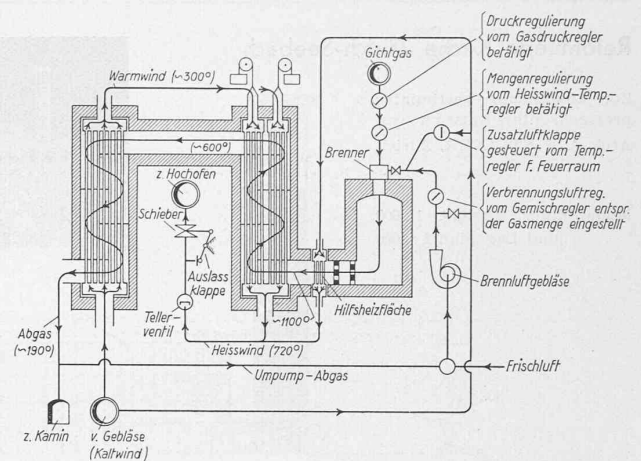 Druckregulierung
vom Gasdruckregler
betätigt
Gichtgas
Warmwind (~300°)
Mengenregulierung
vom Heisswind-Temp.-
regler betätigt
(~600°)
Zusatzluftklappe
gesteuert vom Temp.-
regler f. Feuerraum
Brenner
z. Hochofen
Verbrennungsluftreg.
vom Gemischregler entspr.
der Gasmenge eingestellt
Schieber
Auslass
klappe
Brennluftgebläse
Hilfsheizfläche
Teller-
ventil
~1100°
Abgas
(~190°)
Heisswind (720°)
Frischluft
Umpump-Abgas
z. Kamin
v. Gebläse
(Kaltwind)